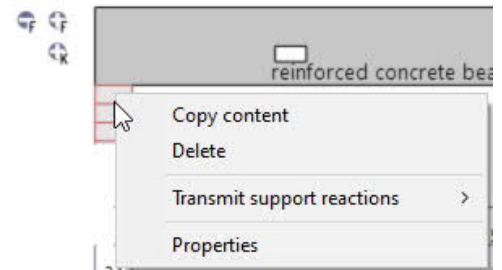 F F
K
reinforced concrete bea
Copy content
Delete
Transmit support reactions
Properties